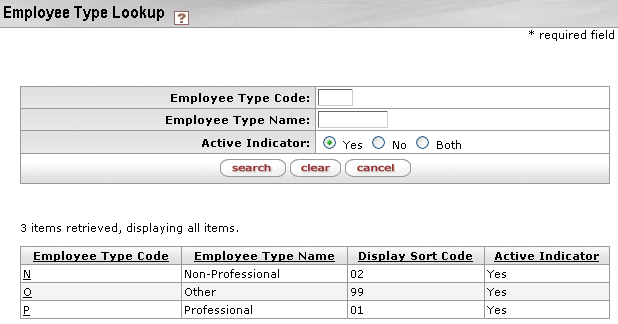 Employee Type Lookup ?
* required field
Employee Type Code:
Employee Type Name:
Active Indicator: Yes No Both
search clear cancel
3 items retrieved, displaying all items.
Employee Type Code Employee Type Name Display Sort Code Active Indicator
N Non-Professional 02 Yes
O Other 99 Yes
P Professional 01 Yes